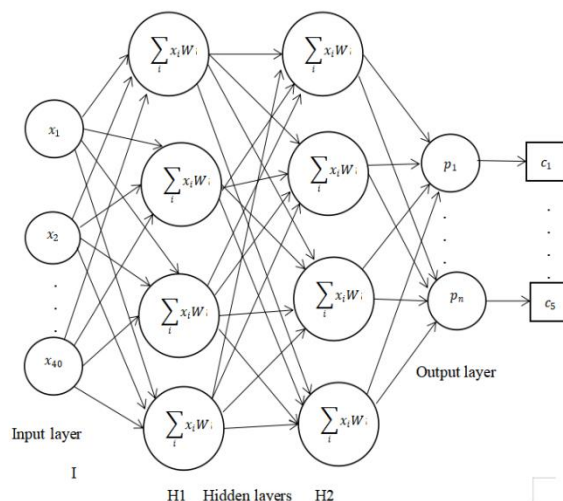 ∑ᵢ xᵢWᵢ
∑ᵢ xᵢWᵢ
x₁
∑ᵢ xᵢWᵢ
∑ᵢ xᵢWᵢ
p₁
c₁
x₂
.
.
.
.
.
.
.
.
.
.
.
∑ᵢ xᵢWᵢ
∑ᵢ xᵢWᵢ
pₙ
c₅
x₄₀
Output layer
∑ᵢ xᵢWᵢ
∑ᵢ xᵢWᵢ
Input layer
I
H1 Hidden layers H2